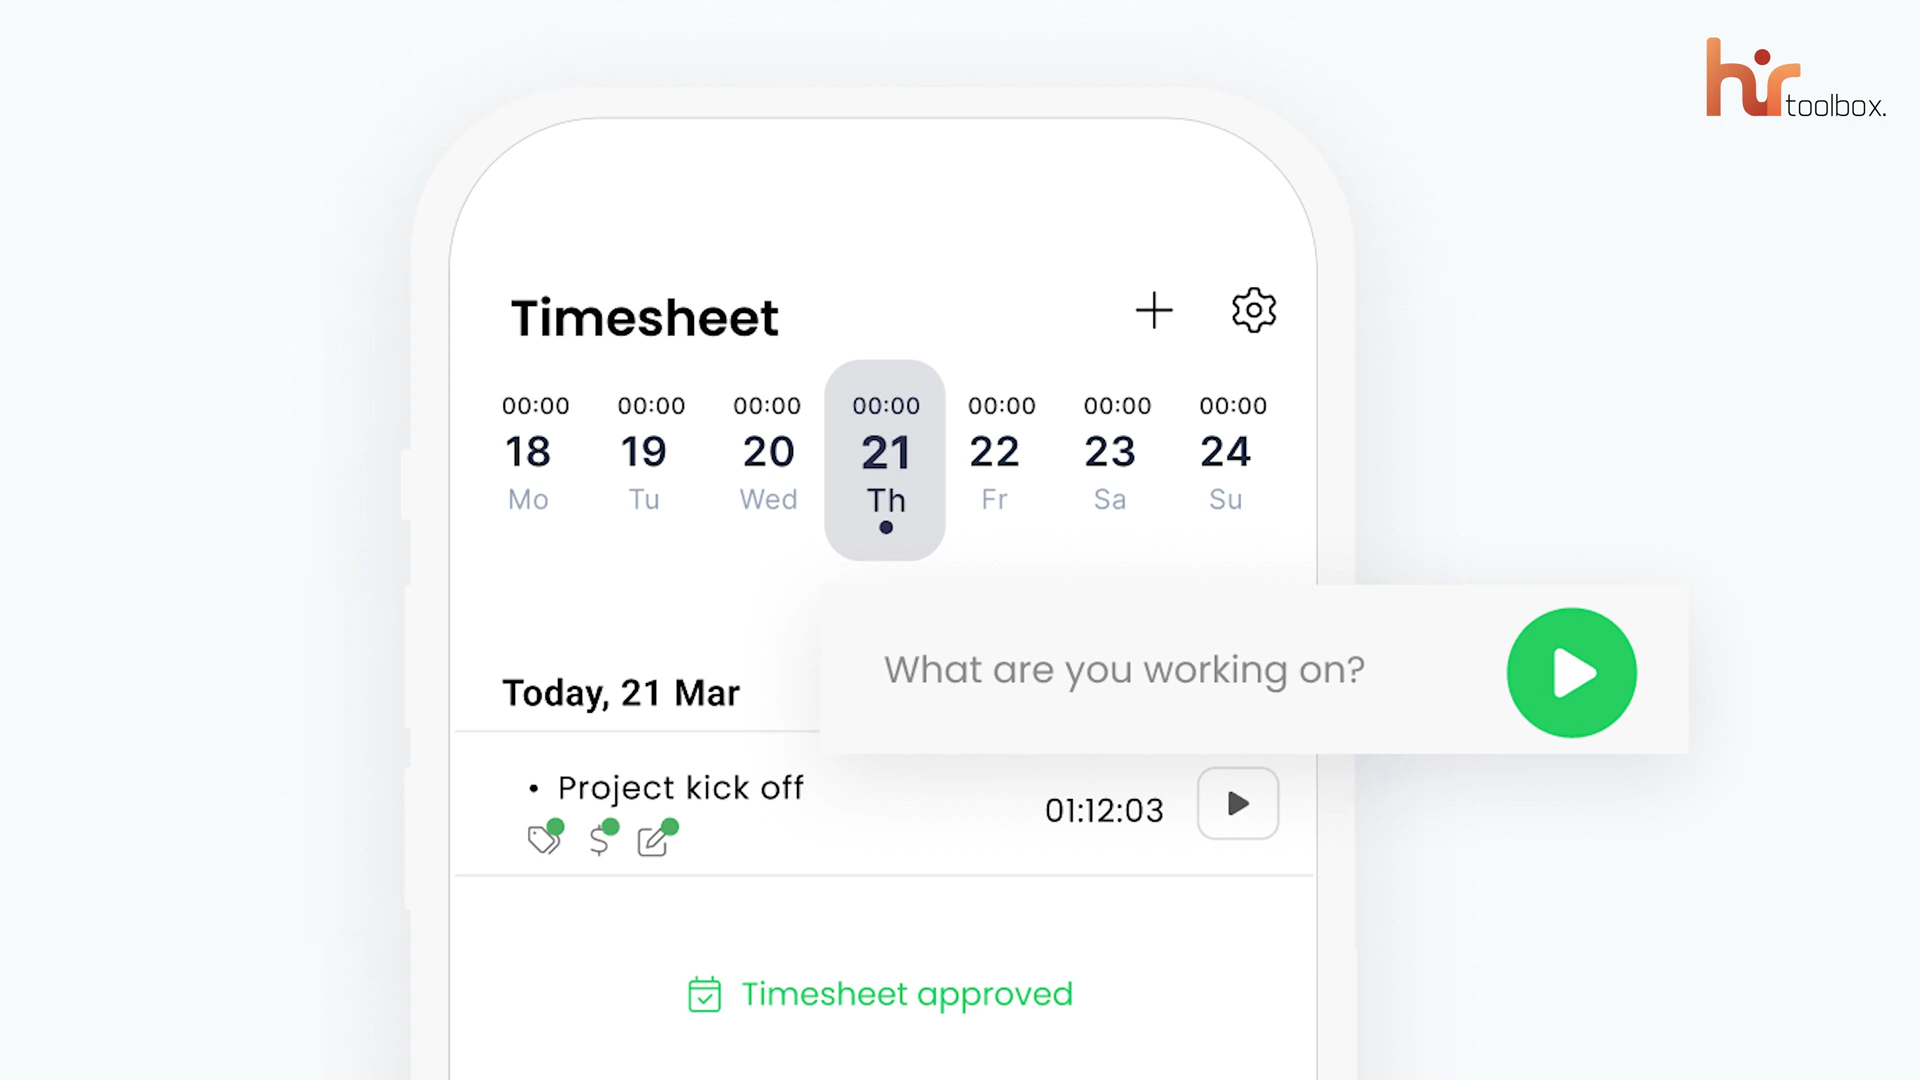 hr toolbox.
Timesheet
00:00 00:00 00:00 00:00 00:00 00:00 00:00
18 19 20 21 22 23 24
Mo Tu Wed Th Fr Sa Su
What are you working on?
Today, 21 Mar
• Project kick off
01:12:03
$
Timesheet approved